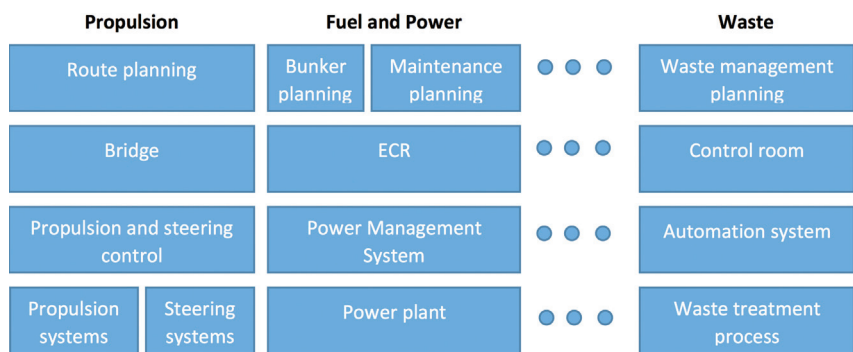 Propulsion
Fuel and Power
Waste
Route planning
Bunker
planning
Maintenance
planning
Waste management
planning
Bridge
ECR
Control room
Propulsion and steering
control
Power Management
System
Automation system
Propulsion
systems
Steering
systems
Power plant
Waste treatment
process